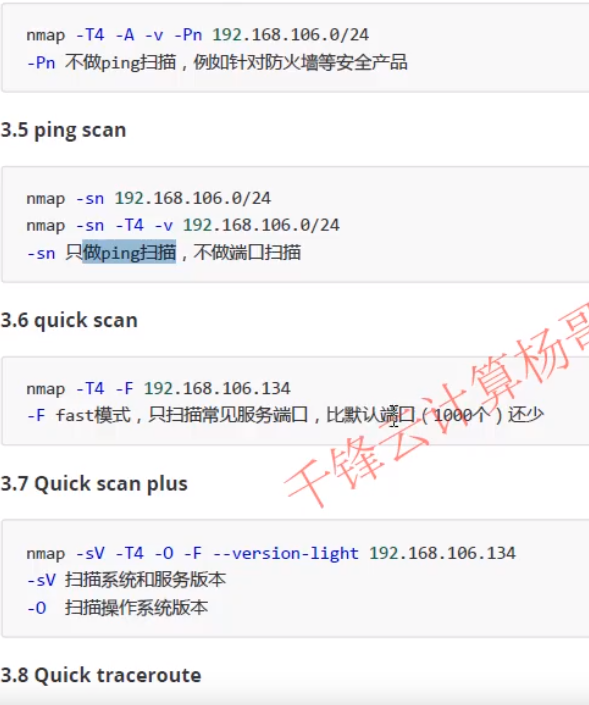 nmap -T4 -A -v -Pn 192.168.106.0/24
-Pn 不做ping扫描，例如针对防火墙等安全产品
3.5 ping scan
nmap -sn 192.168.106.0/24
nmap -sn -T4 -v 192.168.106.0/24
-sn 只做ping扫描，不做端口扫描
3.6 quick scan
nmap -T4 -F 192.168.106.134
-F fast模式，只扫描常见服务端口，比默认端口（1000个）还少
千锋云计算杨哥
3.7 Quick scan plus
nmap -sV -T4 -O -F --version-light 192.168.106.134
-sV 扫描系统和服务版本
-O 扫描操作系统版本
3.8 Quick traceroute